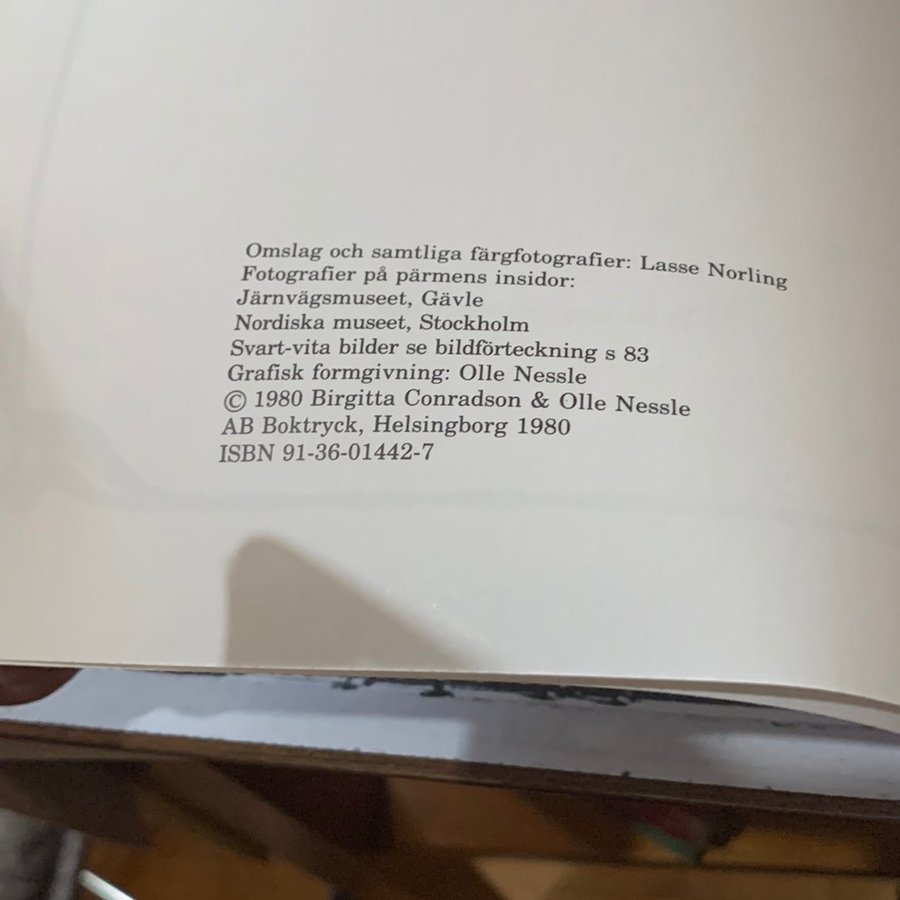 Omslag och samtliga färgfotografier: Lasse Norling
Fotografier på pärmens insidor:
Järnvägsmuseet, Gävle
Nordiska museet, Stockholm
Svart-vita bilder se bildförteckning s 83
Grafisk formgivning: Olle Nessle
© 1980 Birgitta Conradson & Olle Nessle
AB Boktryck, Helsingborg 1980
ISBN 91-36-01442-7